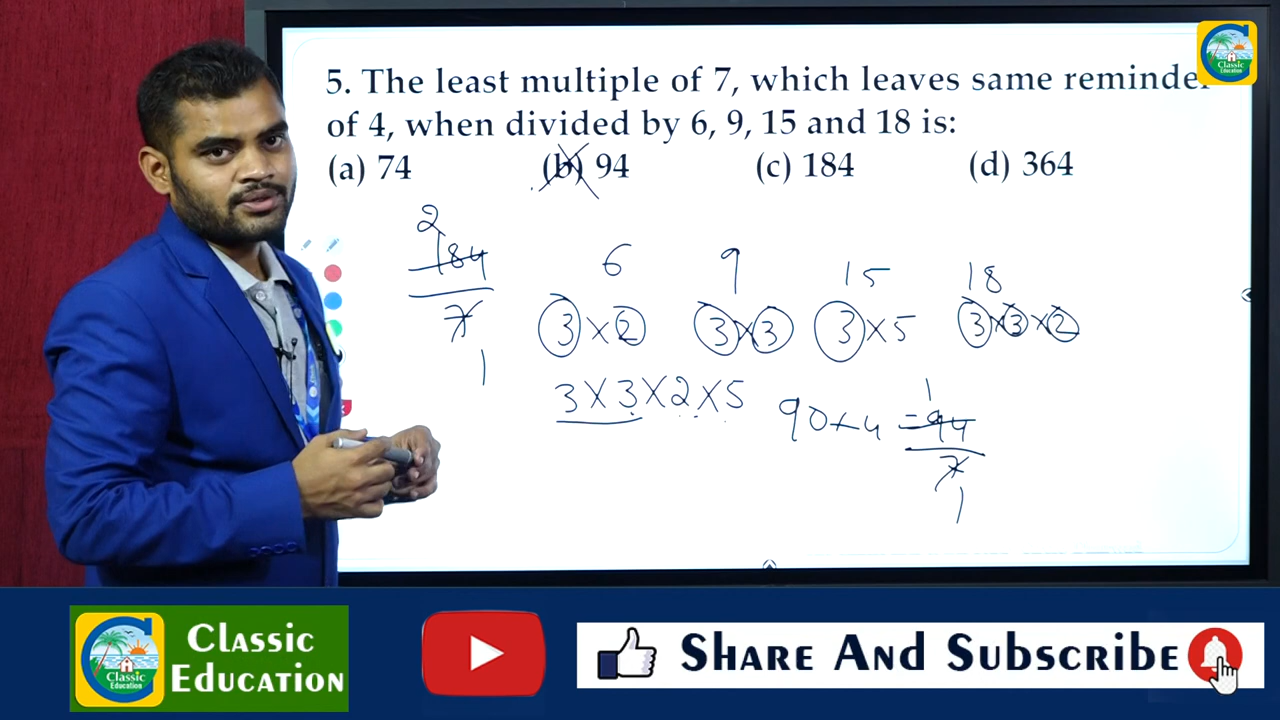 5. The least multiple of 7, which leaves same reminder
of 4, when divided by 6, 9, 15 and 18 is:
(a) 74 (b) 94 (c) 184 (d) 364
2
184
7
1
6 9 15 18
3×2 3×3 3×5 3×3×2
3×3×2×5
90+4 =94
1
7
1
Classic
Education
Classic
Education
Classic
Education
Share And Subscribe